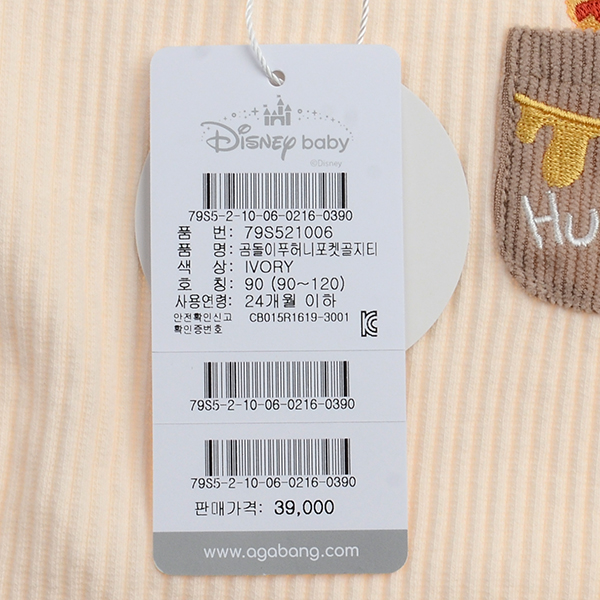 Disney baby
©Disney
79S5-2-10-06-0216-0390
품 번: 79S521006
품 명: 곰돌이푸허니포켓골지티
색 상: IVORY
호 칭: 90 (90~120)
사용연령: 24개월 이하
안전확인신고 CB015R1619-3001
확인증번호
79S5-2-10-06-0216-0390
79S5-2-10-06-0216-0390
판매가격: 39,000
www.agabang.com
Hu